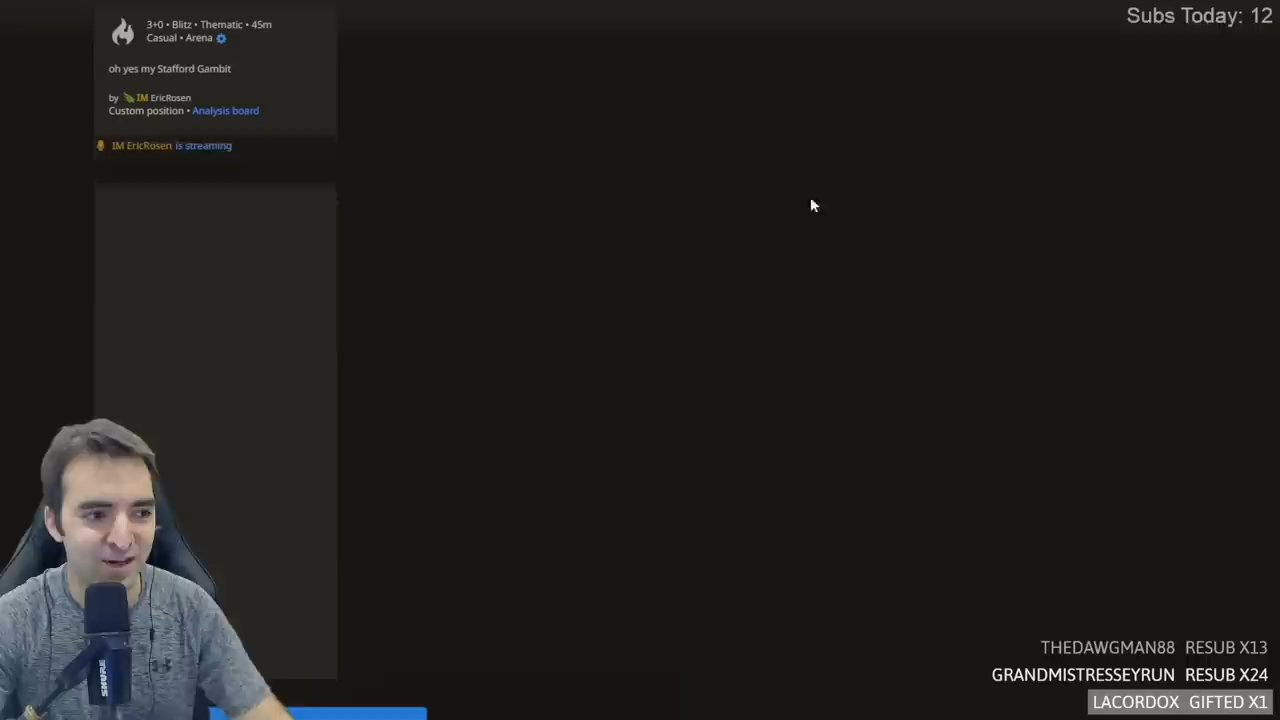 3+0 • Blitz • Thematic • 45m
Casual • Arena
oh yes my Stafford Gambit
by IM EricRosen
Custom position • Analysis board
IM EricRosen is streaming
Subs Today: 12
THEDAWGMAN88 RESUB X13
GRANDMISTRESSEYRUN RESUB X24
LACORDOX GIFTED X1